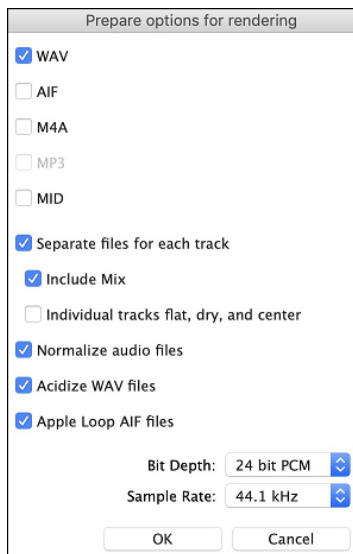 Prepare options for rendering
WAV
AIF
M4A
MP3
MID
Separate files for each track
Include Mix
Individual tracks flat, dry, and center
Normalize audio files
Acidize WAV files
Apple Loop AIF files
Bit Depth: 24 bit PCM
Sample Rate: 44.1 kHz
OK Cancel